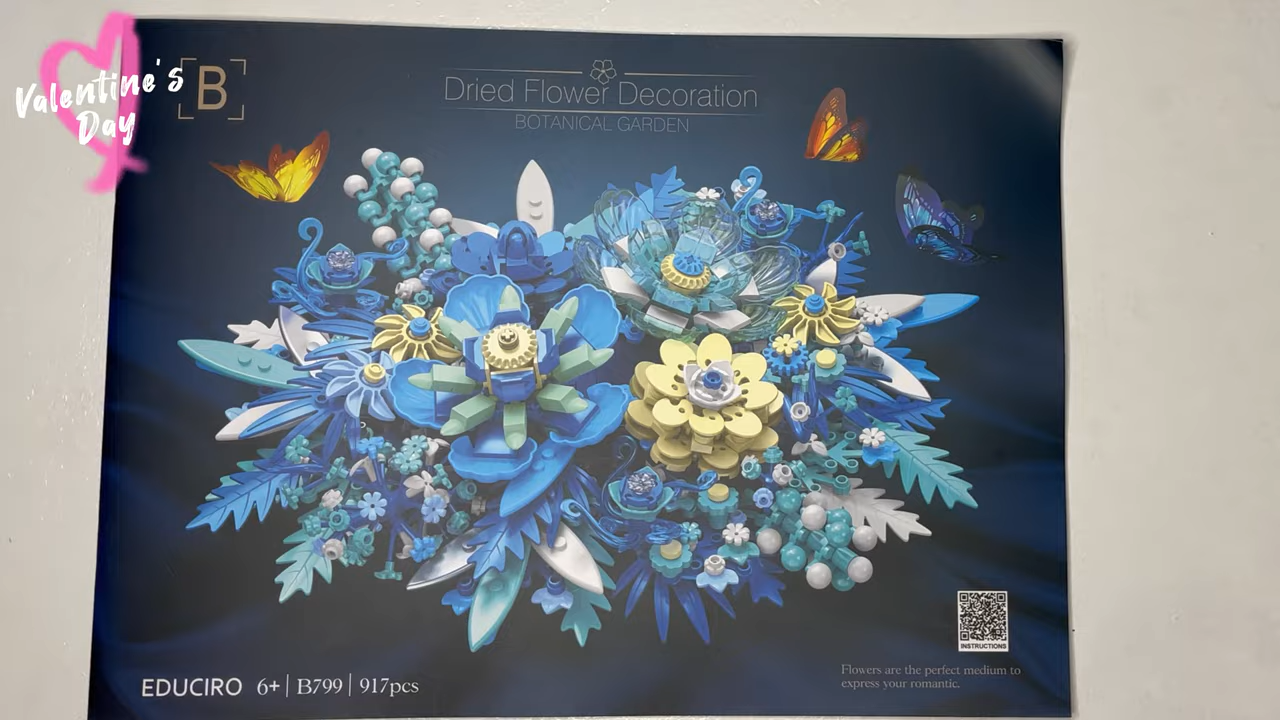 Valentine's
Day
B
Dried Flower Decoration
BOTANICAL GARDEN
INSTRUCTIONS
EDUCIRO 6+ | B799 | 917pcs
Flowers are the perfect medium to
express your romantic.